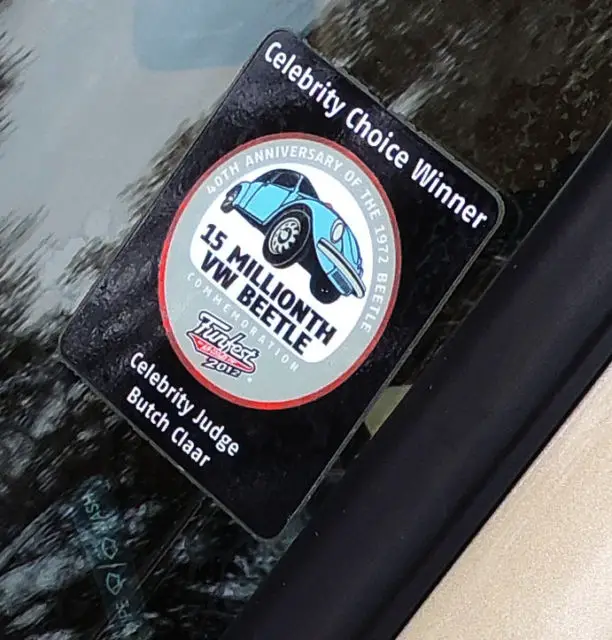 Celebrity Choice Winner
40TH ANNIVERSARY OF THE 1972 BEETLE
15 MILLIONTH
VW BEETLE
COMMEMORATION
Funfest
2012
Celebrity Judge
Butch Claar